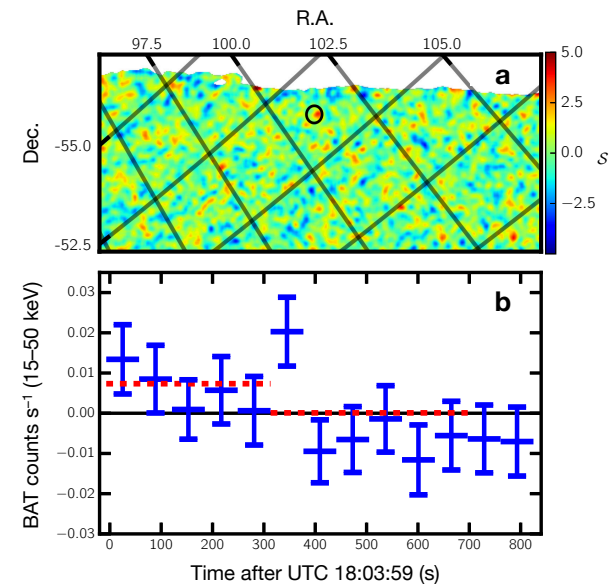 R.A.
97.5 100.0 102.5 105.0
a
5.0
2.5
0.0
−2.5
S
Dec.
-55.0
-52.5
b
BAT counts s⁻¹ (15–50 keV)
0.03
0.02
0.01
0.00
−0.01
−0.02
−0.03
0 100 200 300 400 500 600 700 800
Time after UTC 18:03:59 (s)